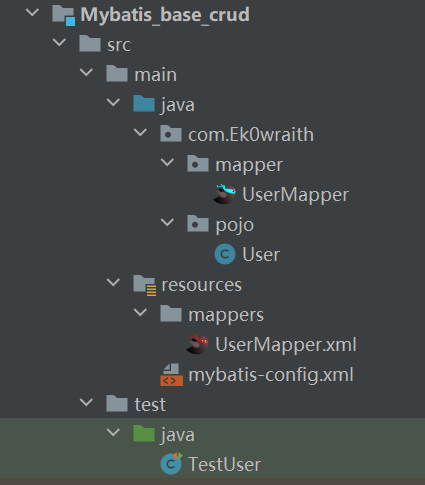 Mybatis_base_crud
src
main
java
com.Ek0wraith
mapper
UserMapper
pojo
User
resources
mappers
UserMapper.xml
mybatis-config.xml
test
java
TestUser